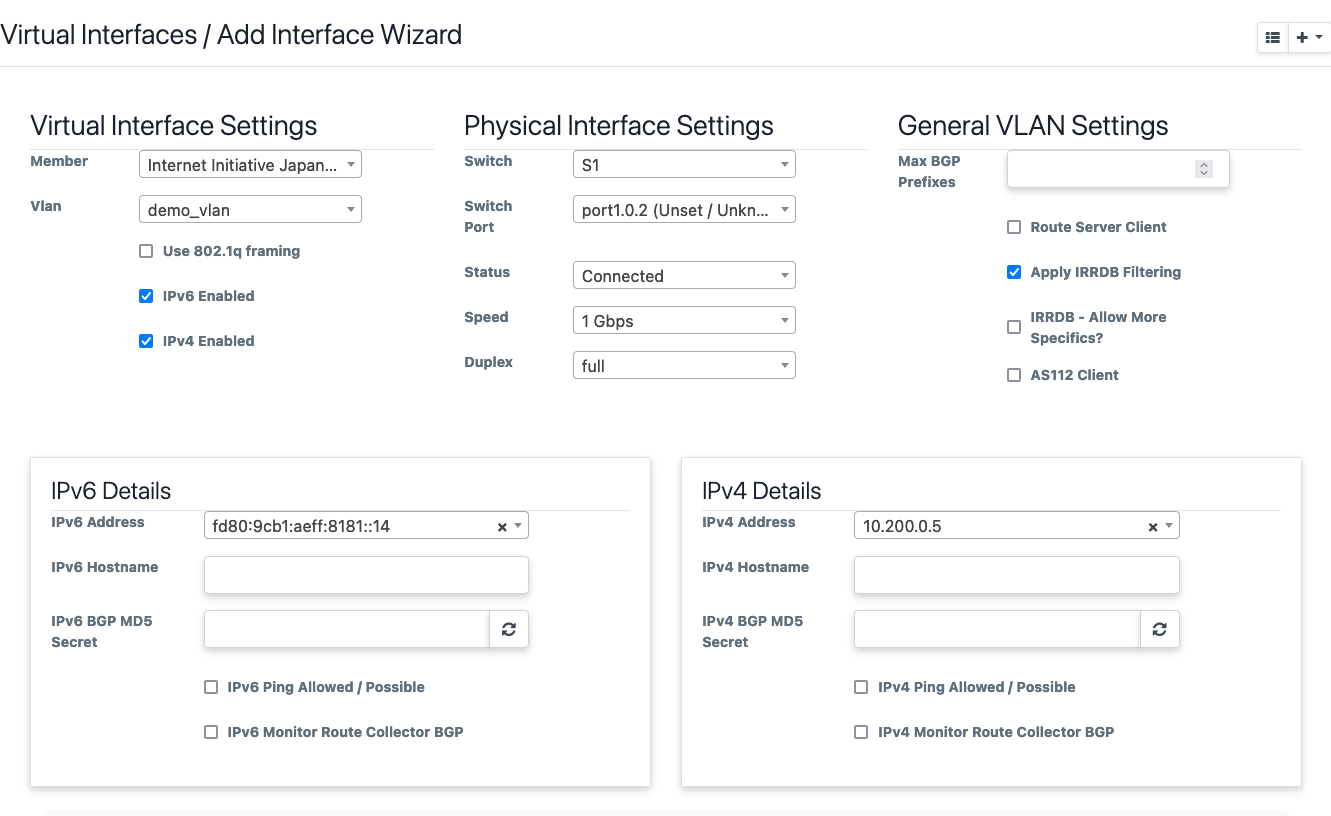 Virtual Interfaces / Add Interface Wizard
Virtual Interface Settings
Member
Internet Initiative Japan...
Vlan
demo_vlan
Use 802.1q framing
IPv6 Enabled
IPv4 Enabled
Physical Interface Settings
Switch
S1
Switch
Port
port1.0.2 (Unset / Unkn...
Status
Connected
Speed
1 Gbps
Duplex
full
General VLAN Settings
Max BGP
Prefixes
Route Server Client
Apply IRRDB Filtering
IRRDB - Allow More
Specifics?
AS112 Client
IPv6 Details
IPv6 Address
fd80:9cb1:aeff:8181::14
IPv6 Hostname
IPv6 BGP MD5
Secret
IPv6 Ping Allowed / Possible
IPv6 Monitor Route Collector BGP
IPv4 Details
IPv4 Address
10.200.0.5
IPv4 Hostname
IPv4 BGP MD5
Secret
IPv4 Ping Allowed / Possible
IPv4 Monitor Route Collector BGP